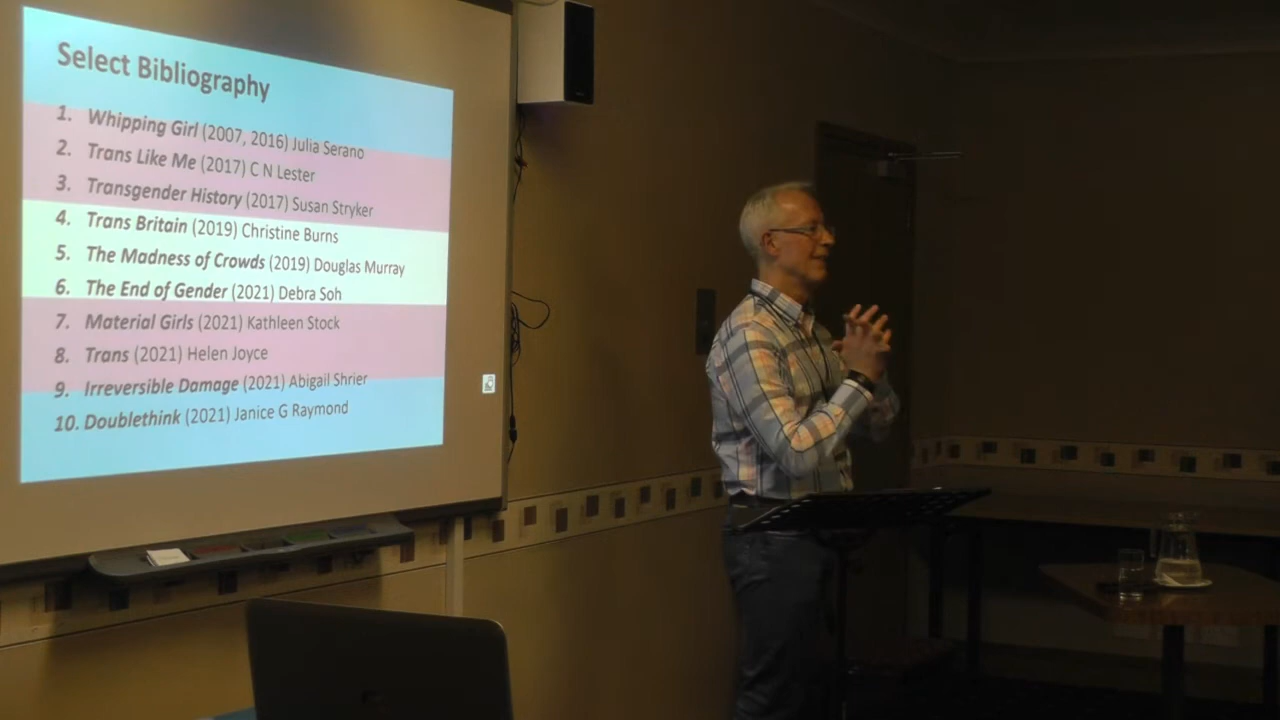 Select Bibliography
1. Whipping Girl (2007, 2016) Julia Serano
2. Trans Like Me (2017) C N Lester
3. Transgender History (2017) Susan Stryker
4. Trans Britain (2019) Christine Burns
5. The Madness of Crowds (2019) Douglas Murray
6. The End of Gender (2021) Debra Soh
7. Material Girls (2021) Kathleen Stock
8. Trans (2021) Helen Joyce
9. Irreversible Damage (2021) Abigail Shrier
10. Doublethink (2021) Janice G Raymond